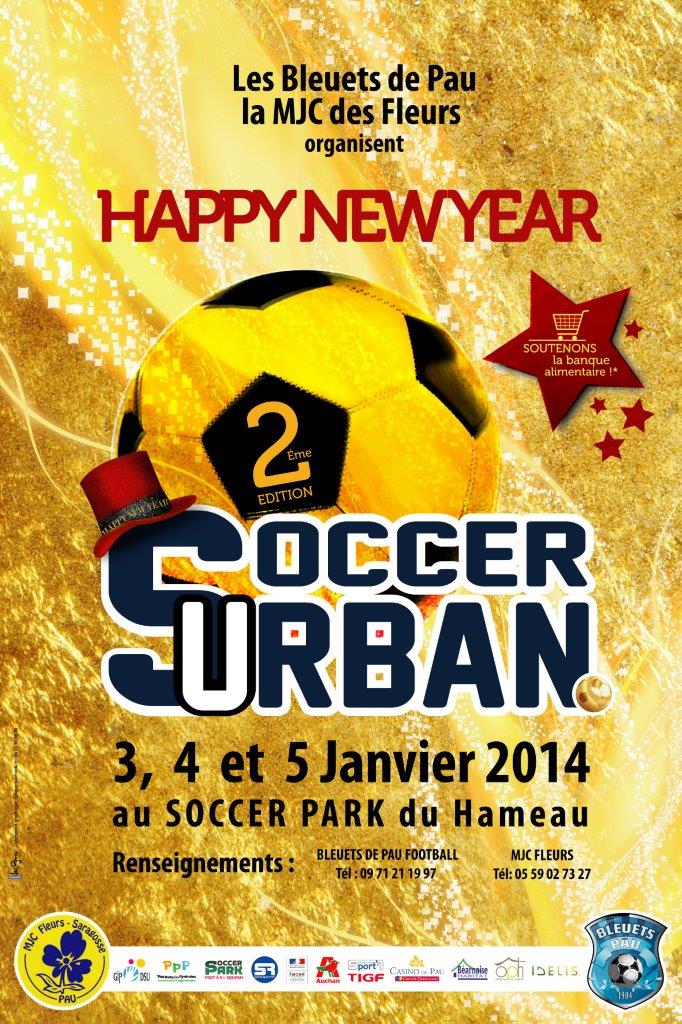 Les Bleuets de Pau
la MJC des Fleurs
organisent
HAPPY NEW YEAR
SOUTENONS
la banque
alimentaire !*
2ème
EDITION
HAPPY NEW YEAR
SOCCER
URBAN
3, 4 et 5 Janvier 2014
au SOCCER PARK du Hameau
Renseignements :
BLEUETS DE PAU FOOTBALL
Tél : 09 71 21 19 97
MJC FLEURS
Tél: 05 59 02 73 27
MJC Fleurs - Saragosse
PAU
GIP DSU
PPP
SOCCER PARK
SR
Auchan
Sport TIGF
CASINO DE PAU
Béarnaise HABITAT
oph
IDELIS
BLEUETS
PAU
1904